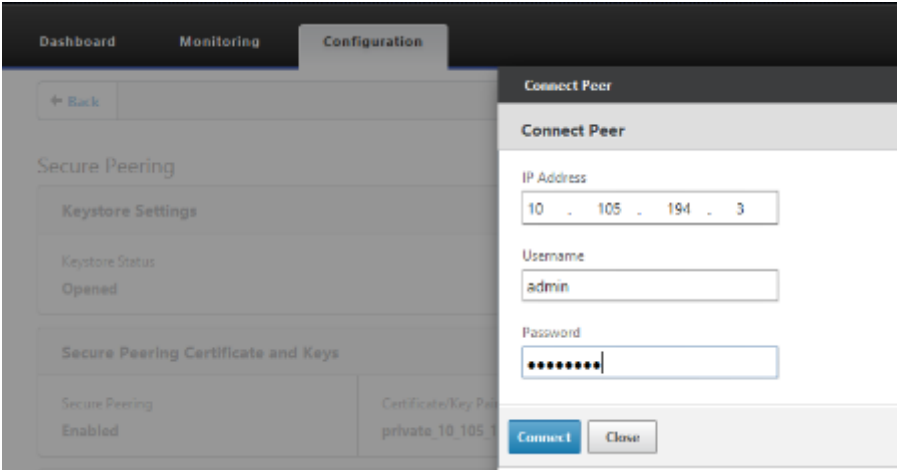 Dashboard Monitoring Configuration
Back
Secure Peering
Keystore Settings
Keystore Status
Opened
Secure Peering Certificate and Keys
Secure Peering
Enabled
Certificate/Key Pair
private_10_105_1
Connect Peer
Connect Peer
IP Address
10 . 105 . 194 . 3
Username
admin
Password
••••••••
Connect Close